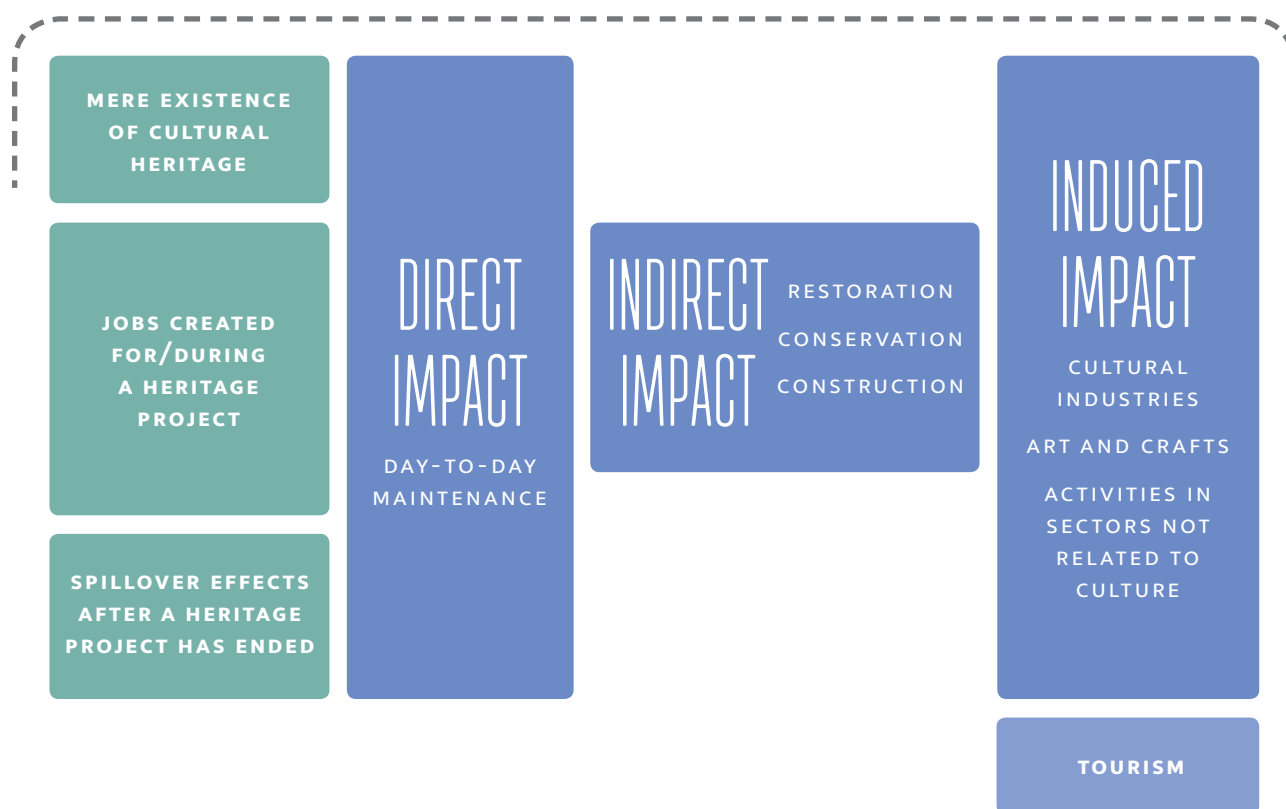 MERE EXISTENCE
OF CULTURAL
HERITAGE
JOBS CREATED
FOR/DURING
A HERITAGE
PROJECT
SPILLOVER EFFECTS
AFTER A HERITAGE
PROJECT HAS ENDED
DIRECT
IMPACT
DAY-TO-DAY
MAINTENANCE
INDIRECT
IMPACT
RESTORATION
CONSERVATION
CONSTRUCTION
INDUCED
IMPACT
CULTURAL
INDUSTRIES
ART AND CRAFTS
ACTIVITIES IN
SECTORS NOT
RELATED TO
CULTURE
TOURISM